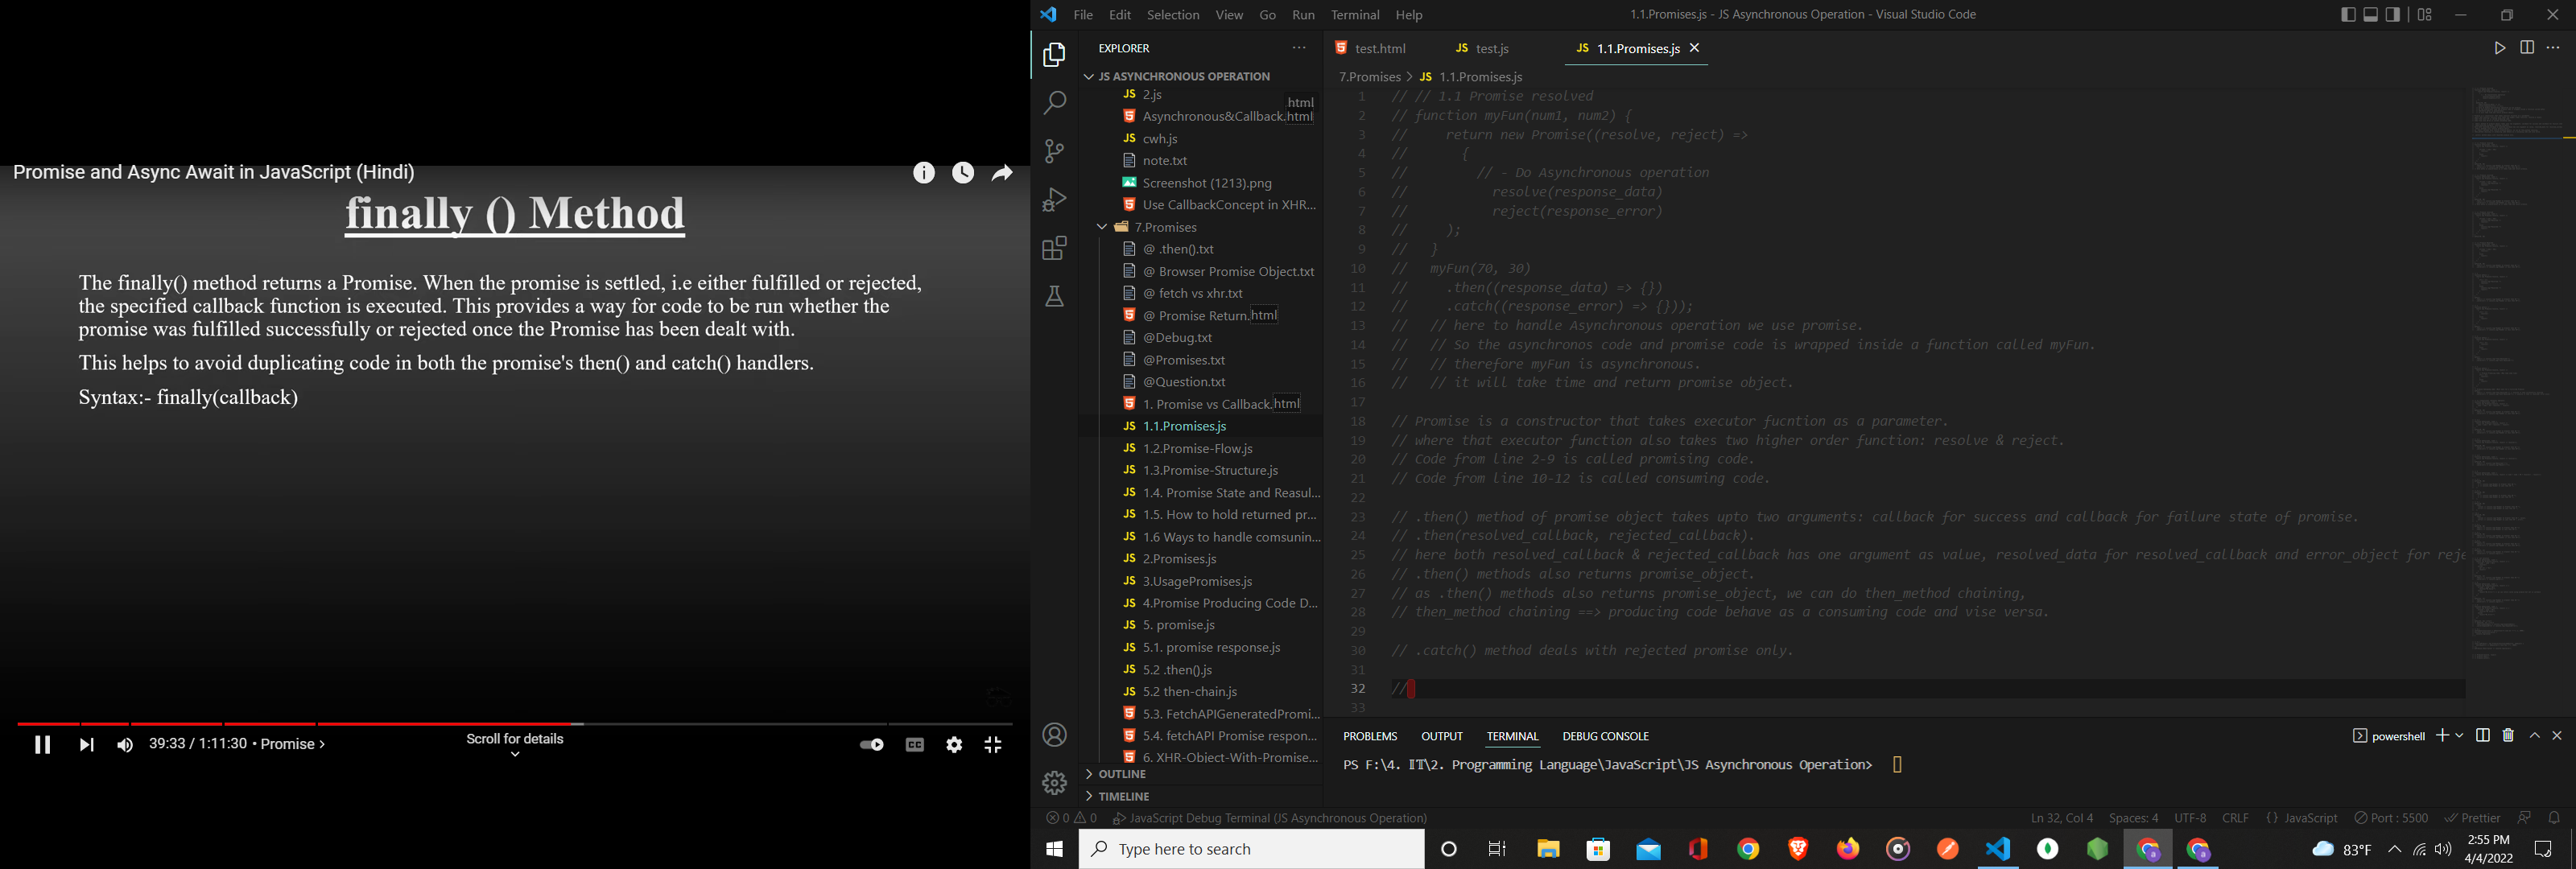 Promise and Async Await in JavaScript (Hindi)
finally () Method
The finally() method returns a Promise. When the promise is settled, i.e either fulfilled or rejected,
the specified callback function is executed. This provides a way for code to be run whether the
promise was fulfilled successfully or rejected once the Promise has been dealt with.
This helps to avoid duplicating code in both the promise's then() and catch() handlers.
Syntax:- finally(callback)
39:33 / 1:11:30 • Promise >
Scroll for details
CC
File Edit Selection View Go Run Terminal Help
1.1.Promises.js - JS Asynchronous Operation - Visual Studio Code
EXPLORER
JS ASYNCHRONOUS OPERATION
JS 2.js
.html
Asynchronous&Callback.html
JS cwh.js
note.txt
Screenshot (1213).png
Use CallbackConcept in XHR...
7.Promises
@ .then().txt
@ Browser Promise Object.txt
@ fetch vs xhr.txt
@ Promise Return.html
@Debug.txt
@Promises.txt
@Question.txt
1. Promise vs Callback.html
JS 1.1.Promises.js
JS 1.2.Promise-Flow.js
JS 1.3.Promise-Structure.js
JS 1.4. Promise State and Reasul...
JS 1.5. How to hold returned pr...
JS 1.6 Ways to handle comsunin...
JS 2.Promises.js
JS 3.UsagePromises.js
JS 4.Promise Producing Code D...
JS 5. promise.js
JS 5.1. promise response.js
JS 5.2 .then().js
JS 5.2 then-chain.js
5.3. FetchAPIGeneratedPromi...
5.4. fetchAPI Promise respon...
6. XHR-Object-With-Promise...
OUTLINE
TIMELINE
test.html JS test.js JS 1.1.Promises.js
7.Promises > JS 1.1.Promises.js
1 // // 1.1 Promise resolved
2 // function myFun(num1, num2) {
3 //     return new Promise((resolve, reject) =>
4 //       {
5 //         // - Do Asynchronous operation
6 //           resolve(response_data)
7 //           reject(response_error)
8 //     );
9 //   }
10 //   myFun(70, 30)
11 //     .then((response_data) => {})
12 //     .catch((response_error) => {}));
13 //   // here to handle Asynchronous operation we use promise.
14 //   // So the asynchronos code and promise code is wrapped inside a function called myFun.
15 //   // therefore myFun is asynchronous.
16 //   // it will take time and return promise object.
17
18 // Promise is a constructor that takes executor fucntion as a parameter.
19 // where that executor function also takes two higher order function: resolve & reject.
20 // Code from line 2-9 is called promising code.
21 // Code from line 10-12 is called consuming code.
22
23 // .then() method of promise object takes upto two arguments: callback for success and callback for failure state of promise.
24 // .then(resolved_callback, rejected_callback).
25 // here both resolved_callback & rejected_callback has one argument as value, resolved_data for resolved_callback and error_object for reje
26 // .then() methods also returns promise_object.
27 // as .then() methods also returns promise_object, we can do then_method chaining,
28 // then_method chaining ==> producing code behave as a consuming code and vise versa.
29
30 // .catch() method deals with rejected promise only.
31
32 //
33
PROBLEMS OUTPUT TERMINAL DEBUG CONSOLE
powershell
PS F:\4. IT\2. Programming Language\JavaScript\JS Asynchronous Operation>
0 0 JavaScript Debug Terminal (JS Asynchronous Operation)
Ln 32, Col 4 Spaces: 4 UTF-8 CRLF {} JavaScript Port : 5500 Prettier
Type here to search
83°F
2:55 PM
4/4/2022